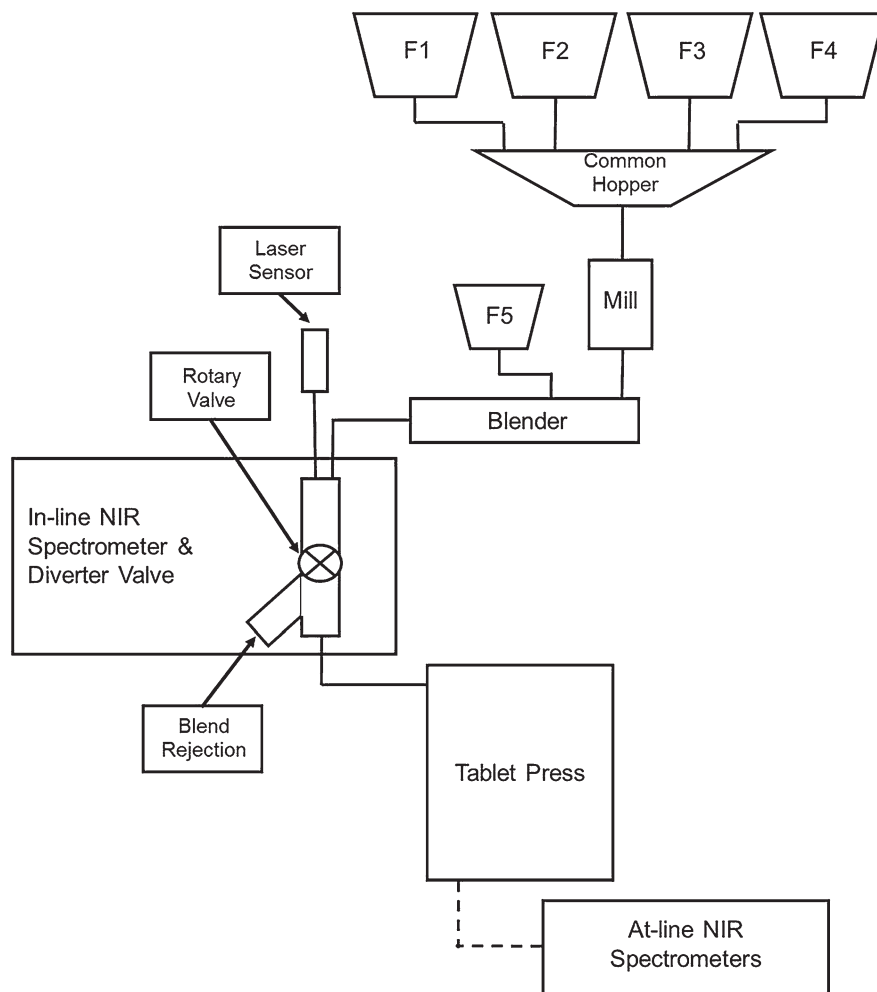 F1
F2
F3
F4
Common
Hopper
Laser
Sensor
Mill
F5
Rotary
Valve
Blender
In-line NIR
Spectrometer &
Diverter Valve
Blend
Rejection
Tablet Press
At-line NIR
Spectrometers